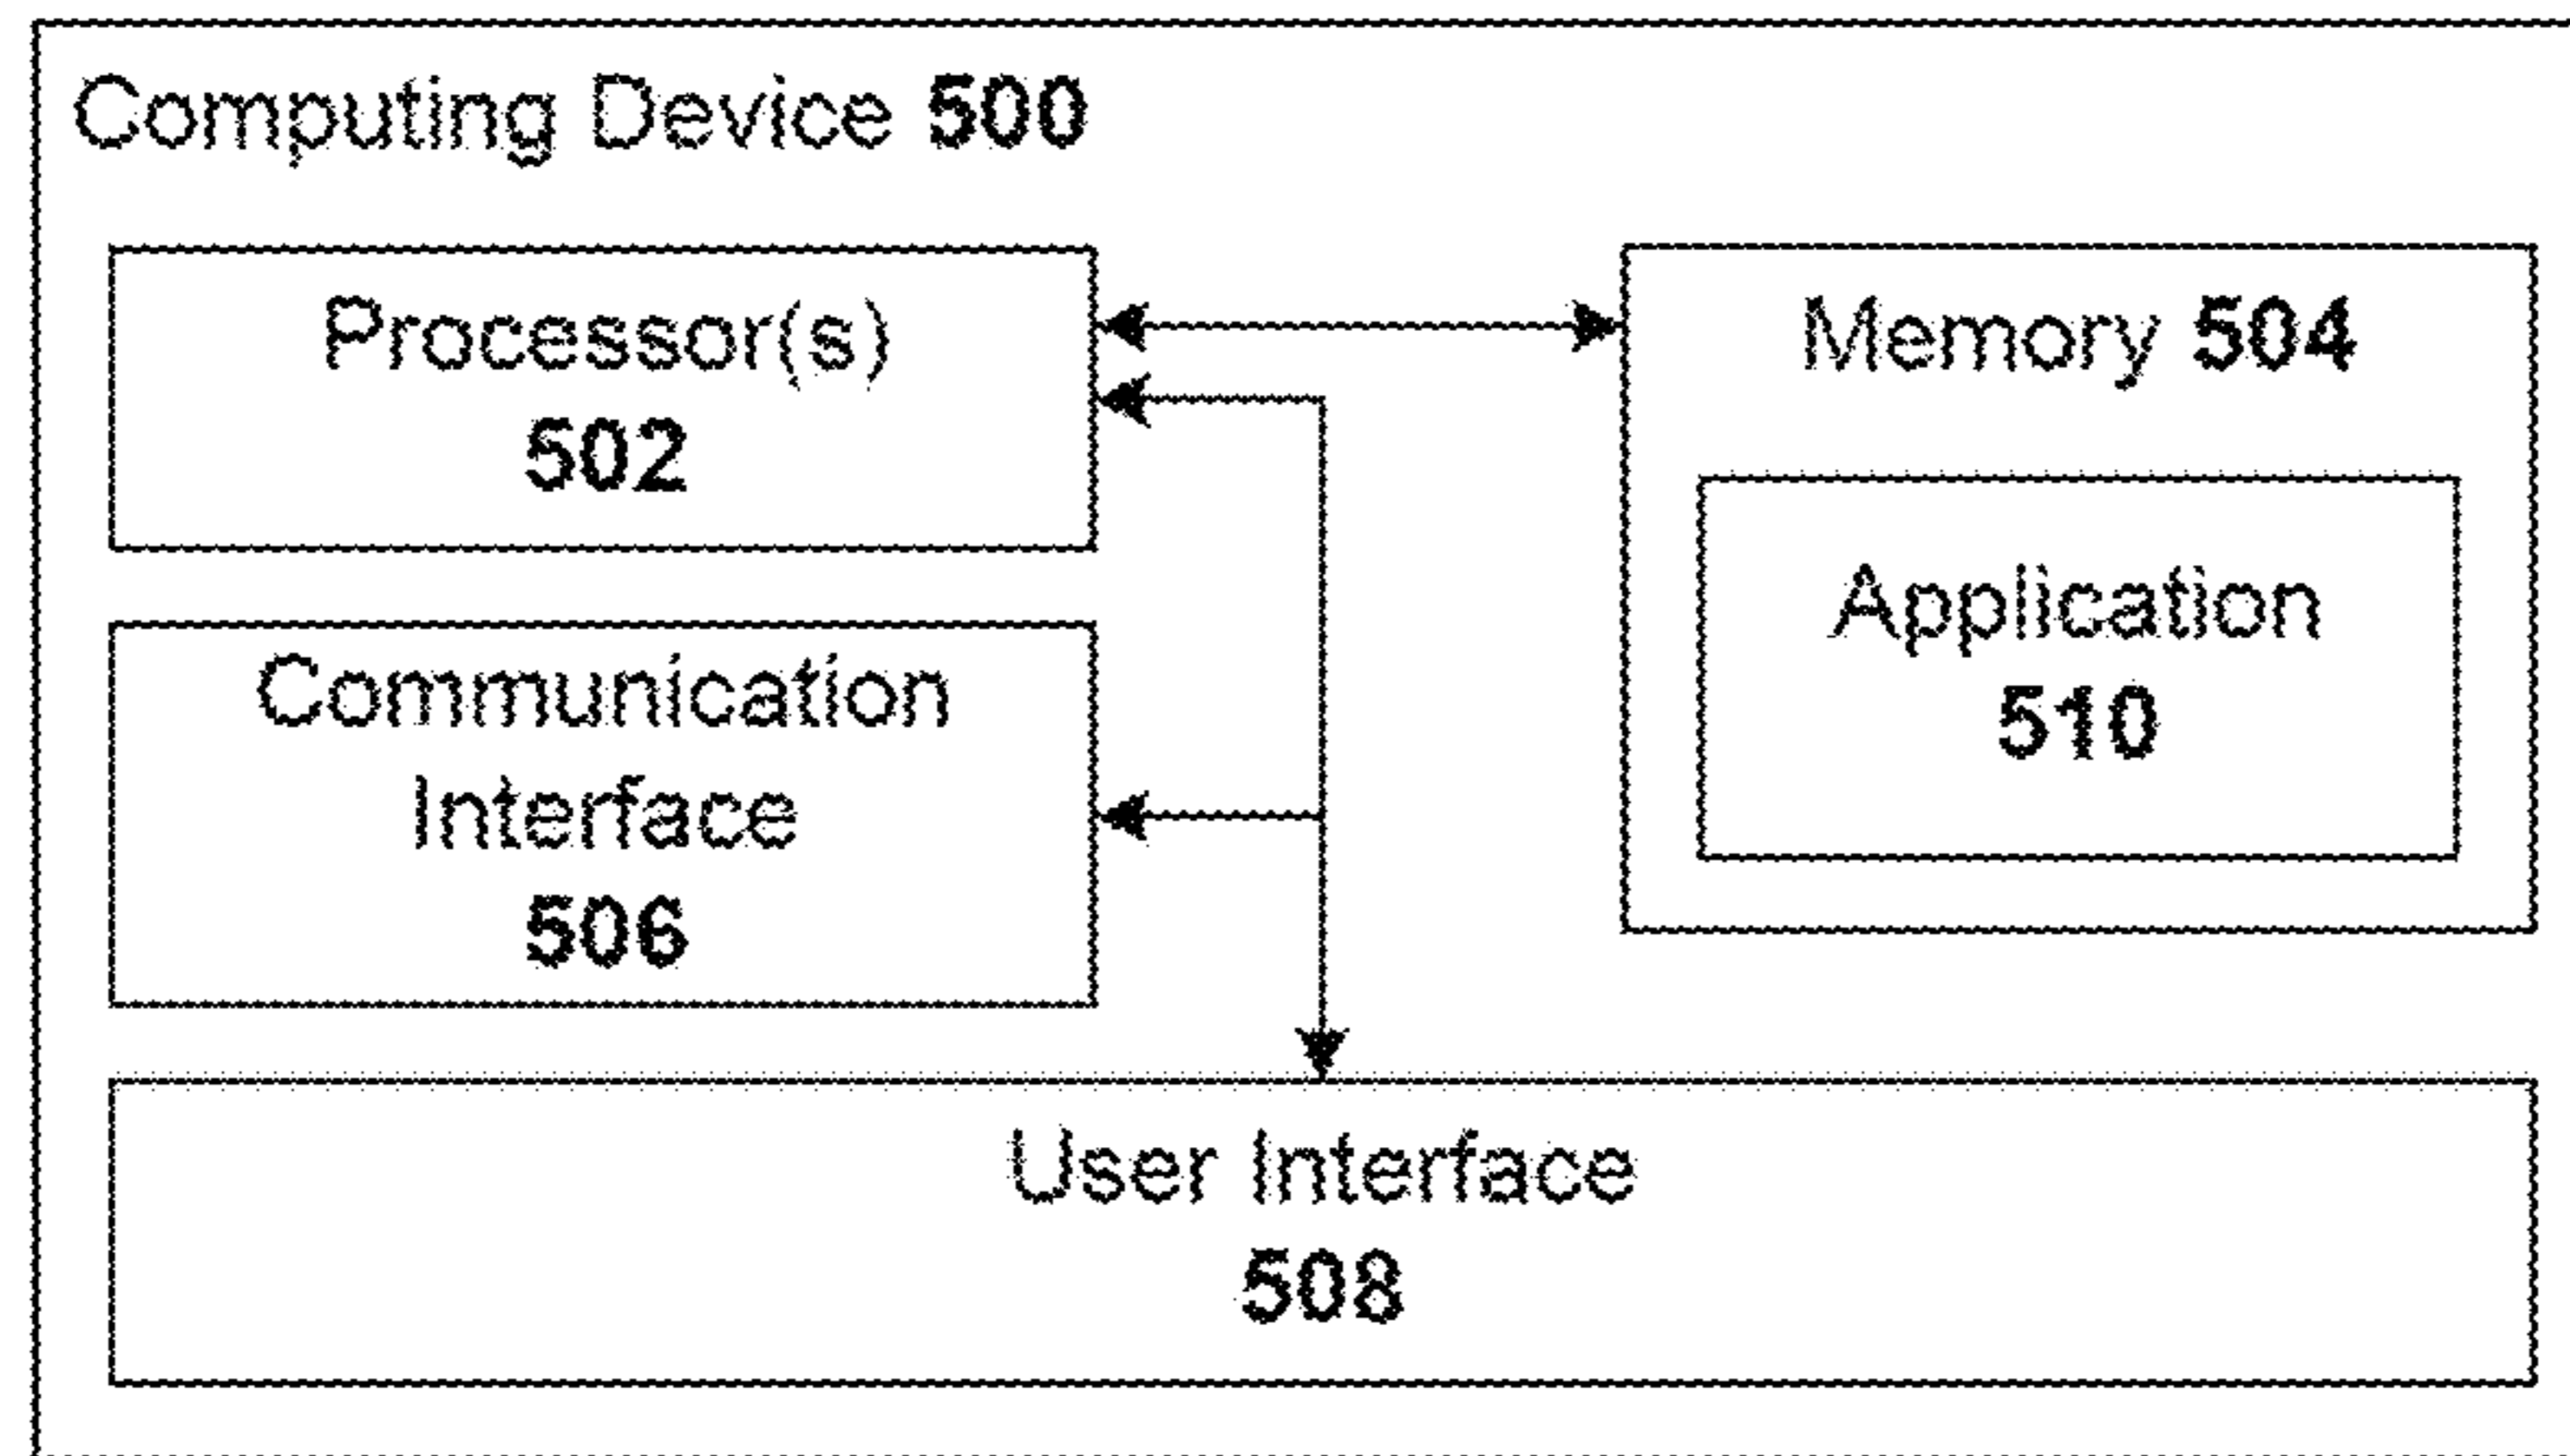 Computing Device 500
Processor(s)
502
Memory 504
Application
510
Communication
Interface
506
User Interface
508